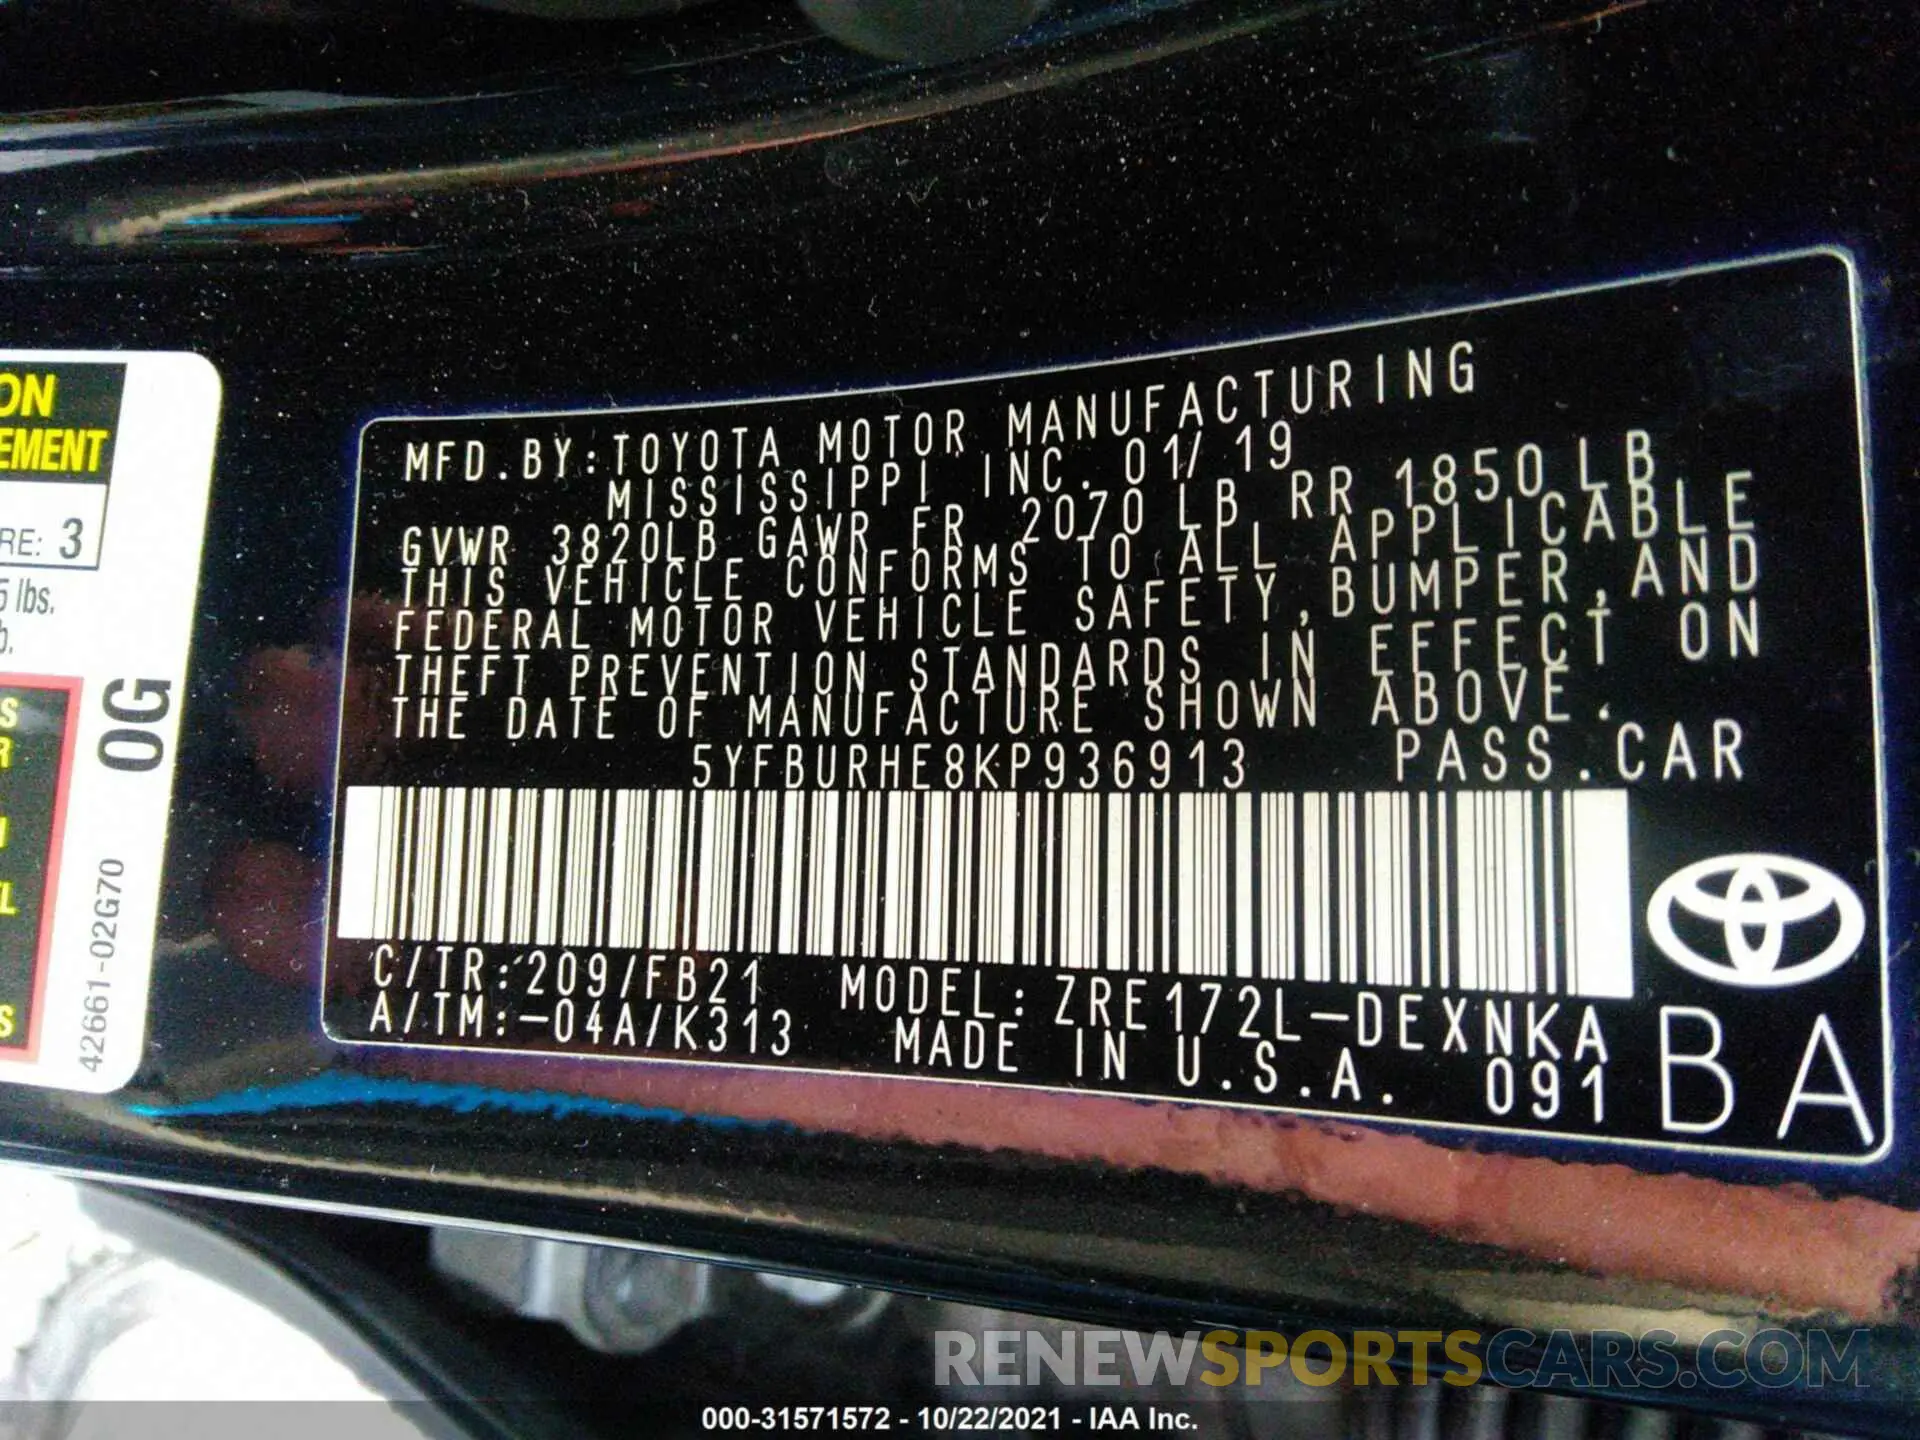 ON
EMENT
RE: 3
5 lbs.
b.
S
R
L
S
0G
42661-02G70
MFD.BY:TOYOTA MOTOR MANUFACTURING
MISSISSIPPI INC. 01/ 19
GVWR 3820LB GAWR FR 2070 LB RR 1850 LB
THIS VEHICLE CONFORMS TO ALL APPLICABLE
FEDERAL MOTOR VEHICLE SAFETY,BUMPER,AND
THEFT PREVENTION STANDARDS IN EFFECT ON
THE DATE OF MANUFACTURE SHOWN ABOVE.
5YFBURHE8KP936913 PASS.CAR
C/TR:209/FB21 MODEL:ZRE172L-DEXNKA
A/TM:-04A/K313 MADE IN U.S.A. 091
BA
RENEWSPORTSCARS.COM
000-31571572 - 10/22/2021 - IAA Inc.